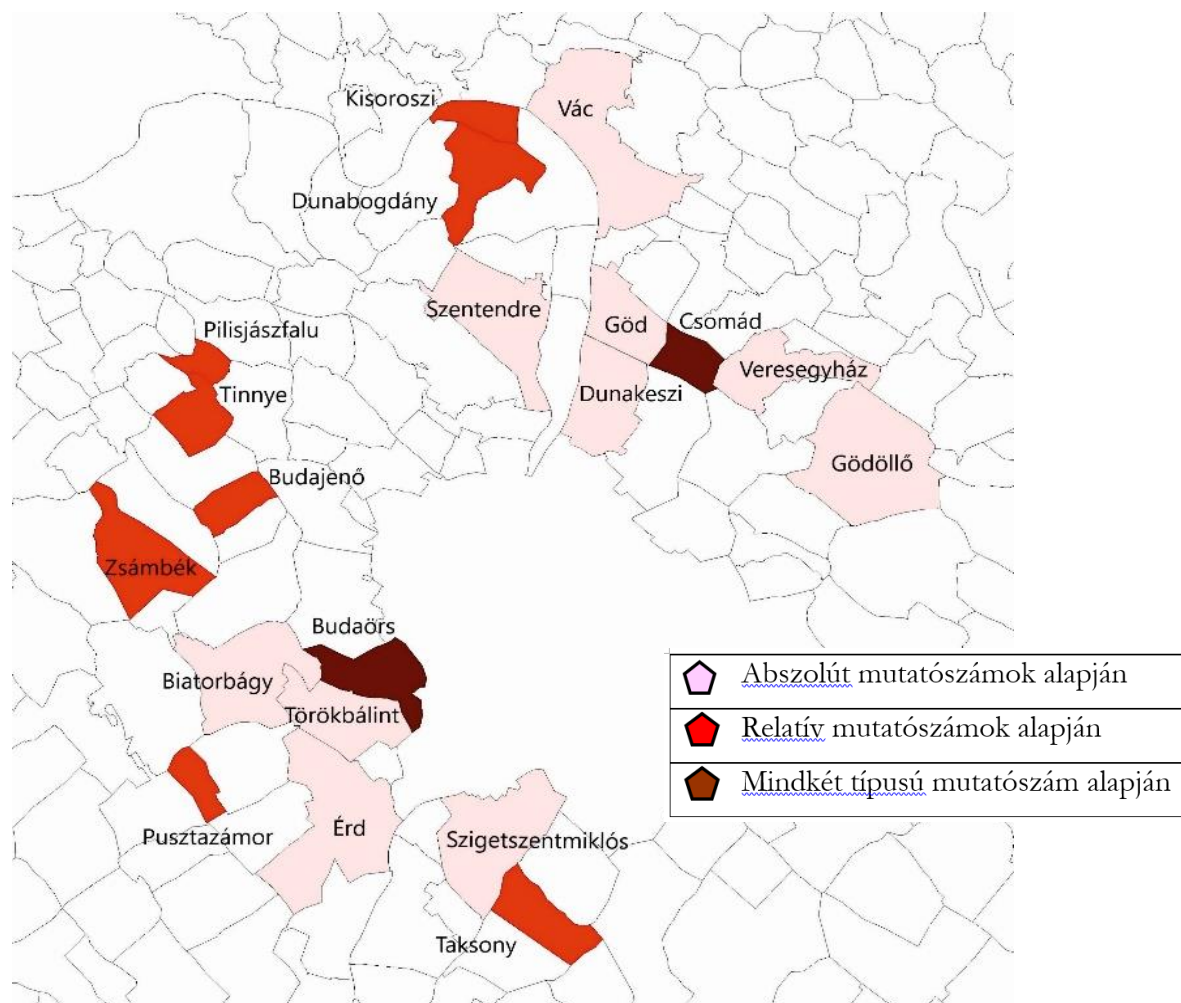 Kisoroszi
Vác
Dunabogdány
Szentendre
Göd
Csomád
Pilisjászfalu
Veresegyház
Tinnye
Dunakeszi
Gödöllő
Budajenő
Zsámbék
Budaörs
Biatorbágy
Törökbálint
Pusztazámor
Érd
Szigetszentmiklós
Taksony
Abszolút mutatószámok alapján
Relatív mutatószámok alapján
Mindkét típusú mutatószám alapján